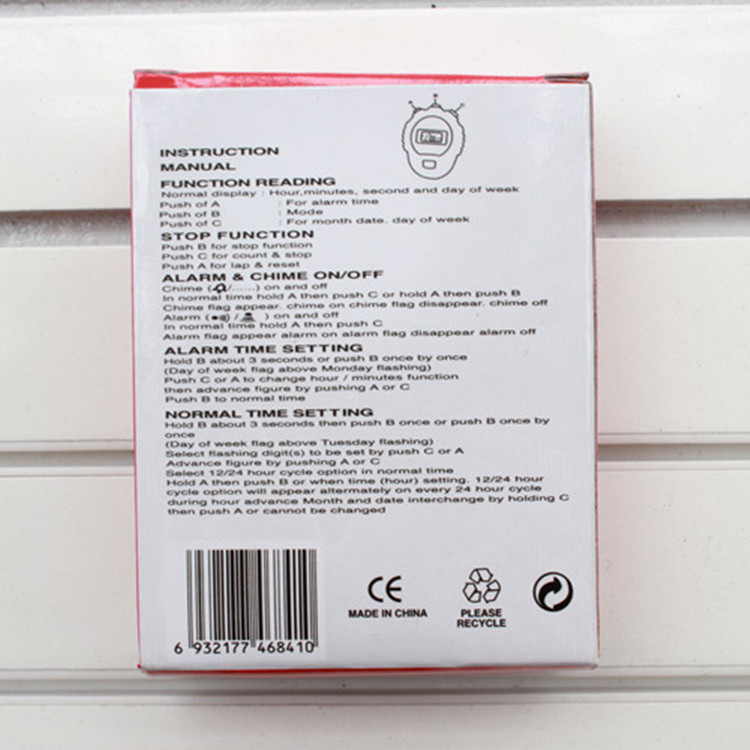 INSTRUCTION
MANUAL
FUNCTION READING
Normal display : Hour,minutes, second and day of week
Push of A : For alarm time
Push of B : Mode
Push of C : For month date. day of week
STOP FUNCTION
Push B for stop function
Push C for count & stop
Push A for lap & reset
ALARM & CHIME ON/OFF
Chime ( /......) on and off
In normal time hold A then push C or hold A then push B
Chime flag appear. chime on chime flag disappear. chime off
Alarm ( / ) on and off
In normal time hold A then push C
Alarm flag appear alarm on alarm flag disappear alarm off
ALARM TIME SETTING
Hold B about 3 seconds or push B once by once
(Day of week flag above Monday flashing)
Push C or A to change hour / minutes function
then advance figure by pushing A or C
Push B to normal time
NORMAL TIME SETTING
Hold B about 3 seconds then push B once or push B once by
once
(Day of week flag above Tuesday flashing)
Select flashing digit(s) to be set by push C or A
Advance figure by pushing A or C
Select 12/24 hour cycle option in normal time
Hold A then push B or when time (hour) setting. 12/24 hour
cycle option will appear altermately on every 24 hour cycle
during hour advance Month and date interchange by holding C
then push A or cannot be changed
6 932177 468410
CE
MADE IN CHINA
PLEASE
RECYCLE